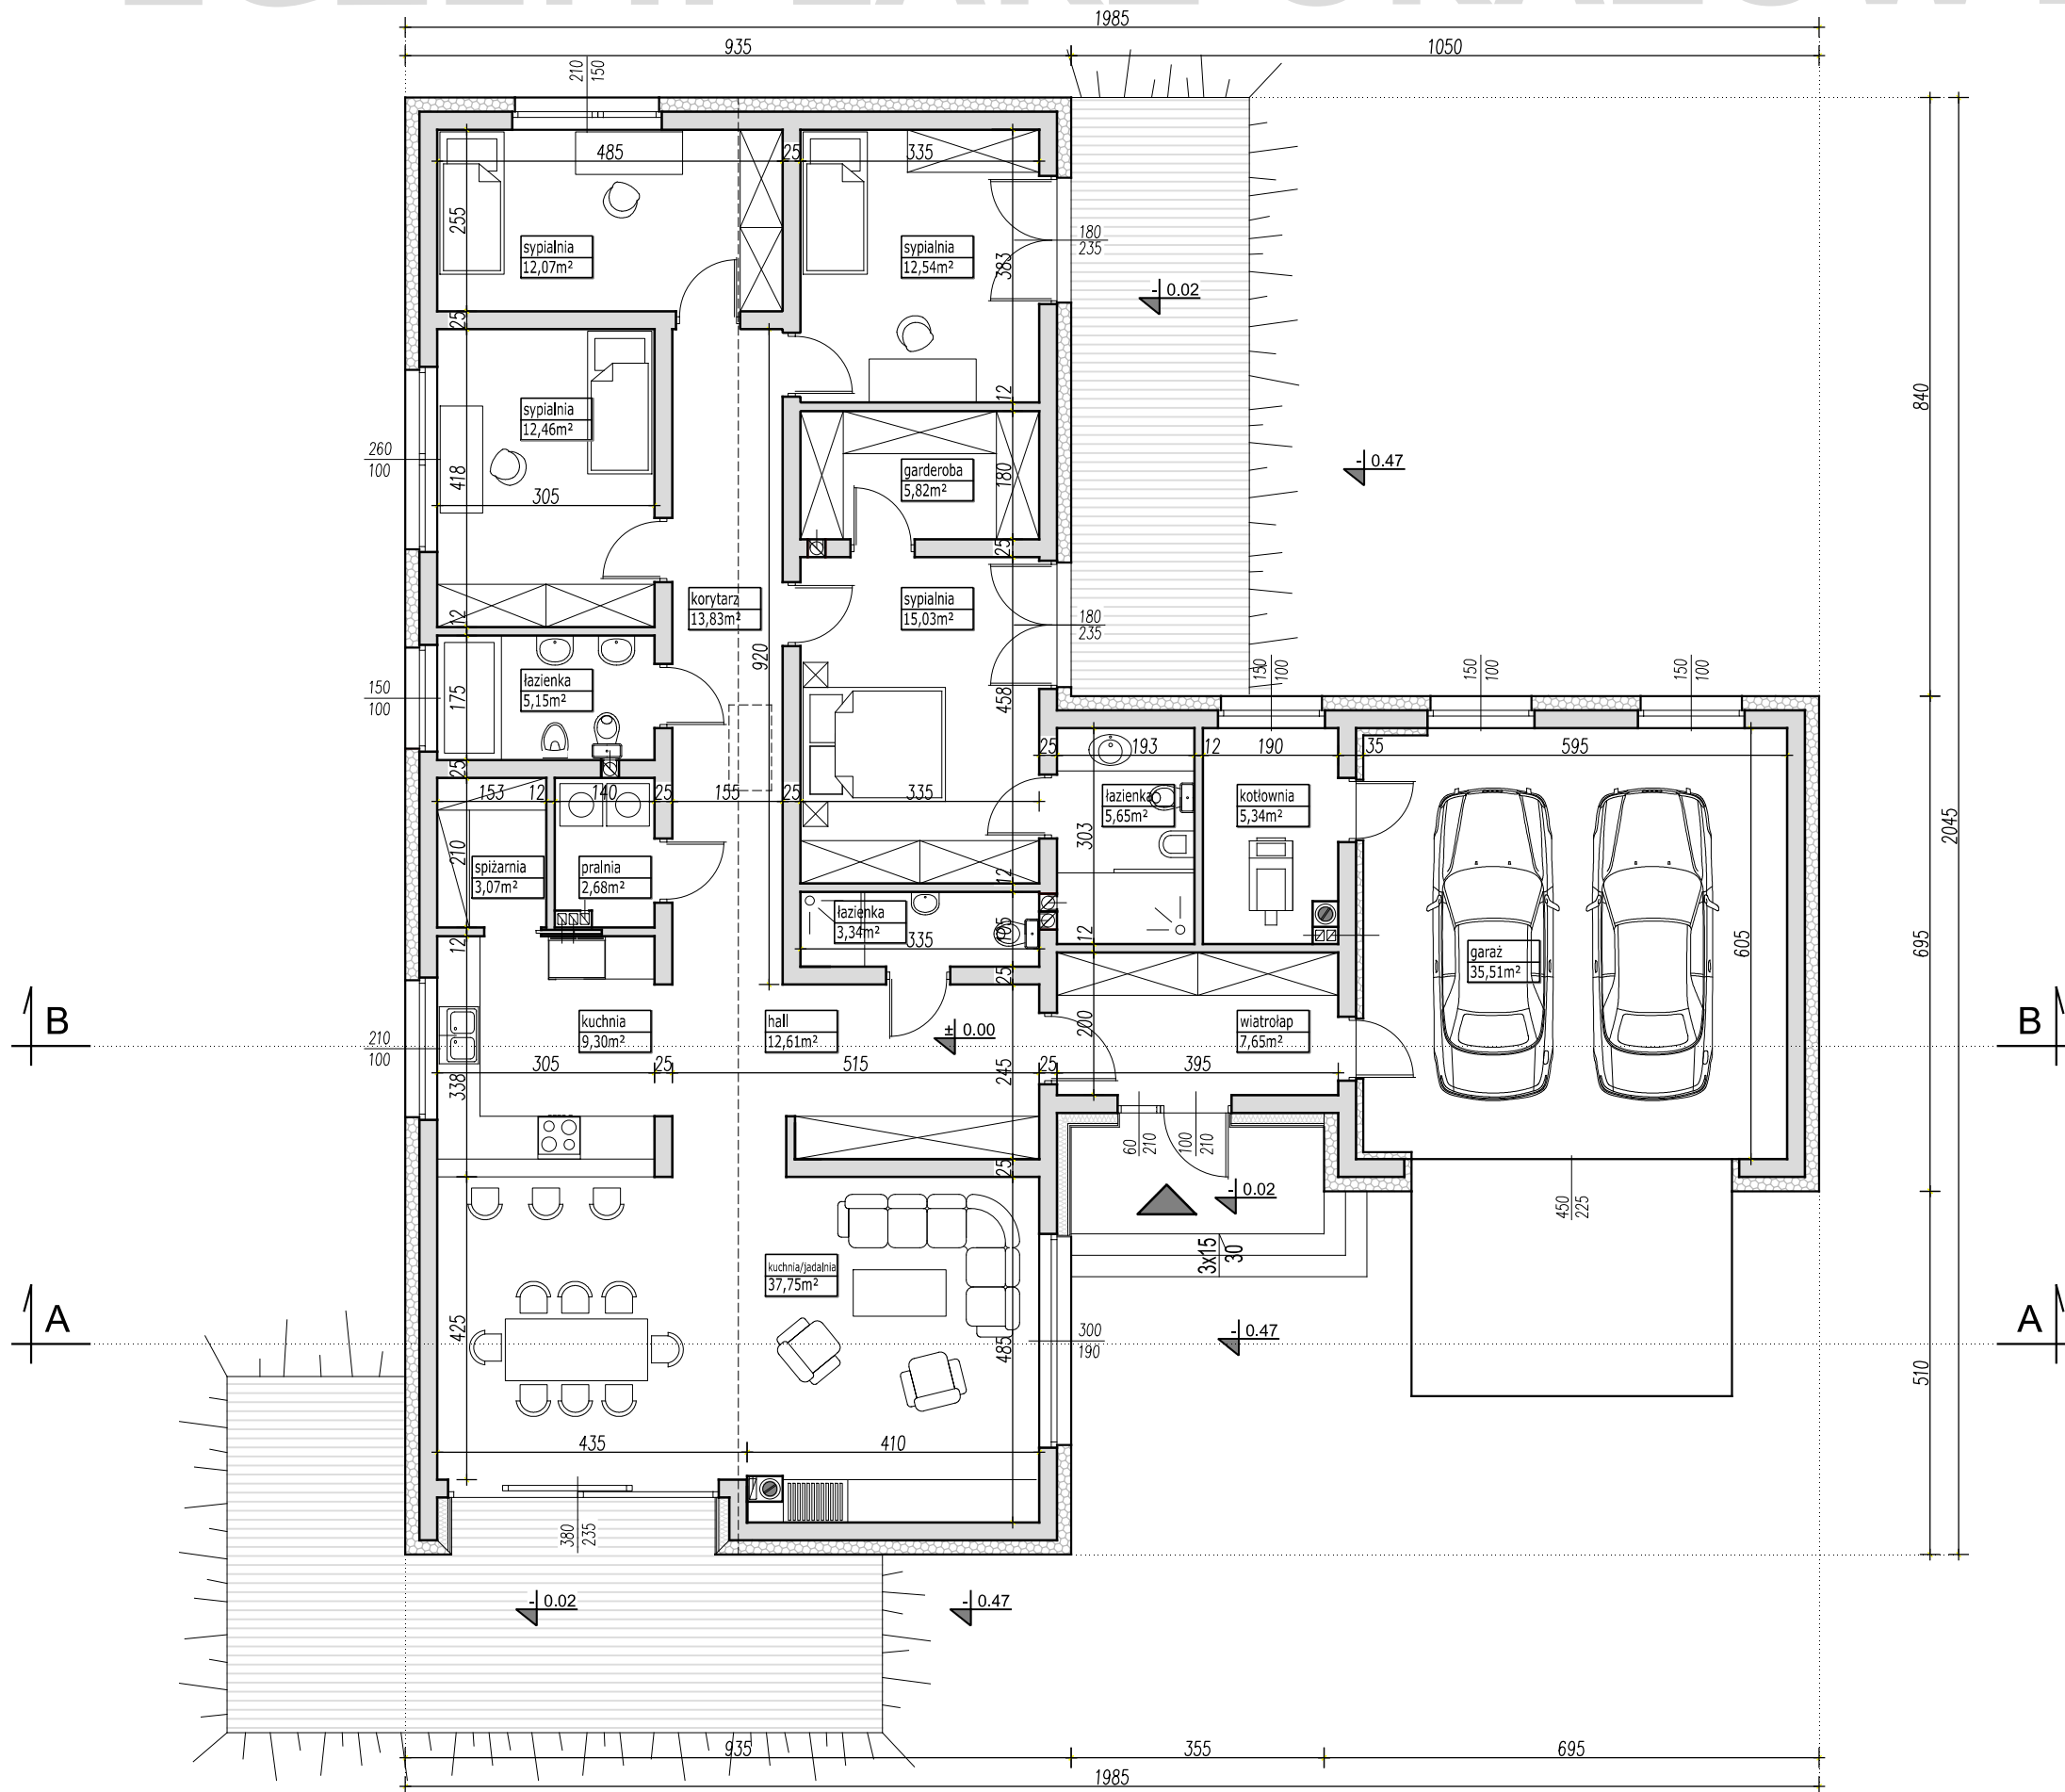 1985
935 1050
210
150
485 25 335
255
sypialnia
12,07m²
sypialnia
12,54m²
383
180
235
- 0.02
25
12
840
sypialnia
12,46m²
260
100
418
305
garderoba
5,82m²
180
- 0.47
25
12
korytarz
13,83m²
sypialnia
15,03m²
180
235
920
łazienka
5,15m²
150
100
175
458
150
100
150
100
150
100
25
25 193 12 190 35 595
153 12 140 25 155 25 335
łazienka
5,65m²
kotłownia
5,34m²
303
2045
210
spiżarnia
3,07m²
pralnia
2,68m²
12
łazienka
3,34m²
335
12
12
garaż
35,51m²
605
695
25
B
kuchnia
9,30m²
hall
12,61m²
± 0.00
200
wiatrołap
7,65m²
B
210
100
305 25 515 25 395
338
245
60
210
100
210
25
- 0.02
450
225
3x15
30
kuchnia/jadalnia
37,75m²
A
425
485
300
190
- 0.47
A
510
435 410
380
235
- 0.02
- 0.47
935 355 695
1985